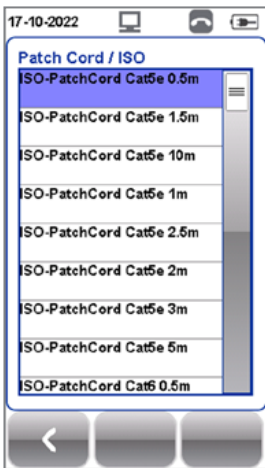 17-10-2022
Patch Cord / ISO
ISO-PatchCord Cat5e 0.5m
ISO-PatchCord Cat5e 1.5m
ISO-PatchCord Cat5e 10m
ISO-PatchCord Cat5e 1m
ISO-PatchCord Cat5e 2.5m
ISO-PatchCord Cat5e 2m
ISO-PatchCord Cat5e 3m
ISO-PatchCord Cat5e 5m
ISO-PatchCord Cat6 0.5m